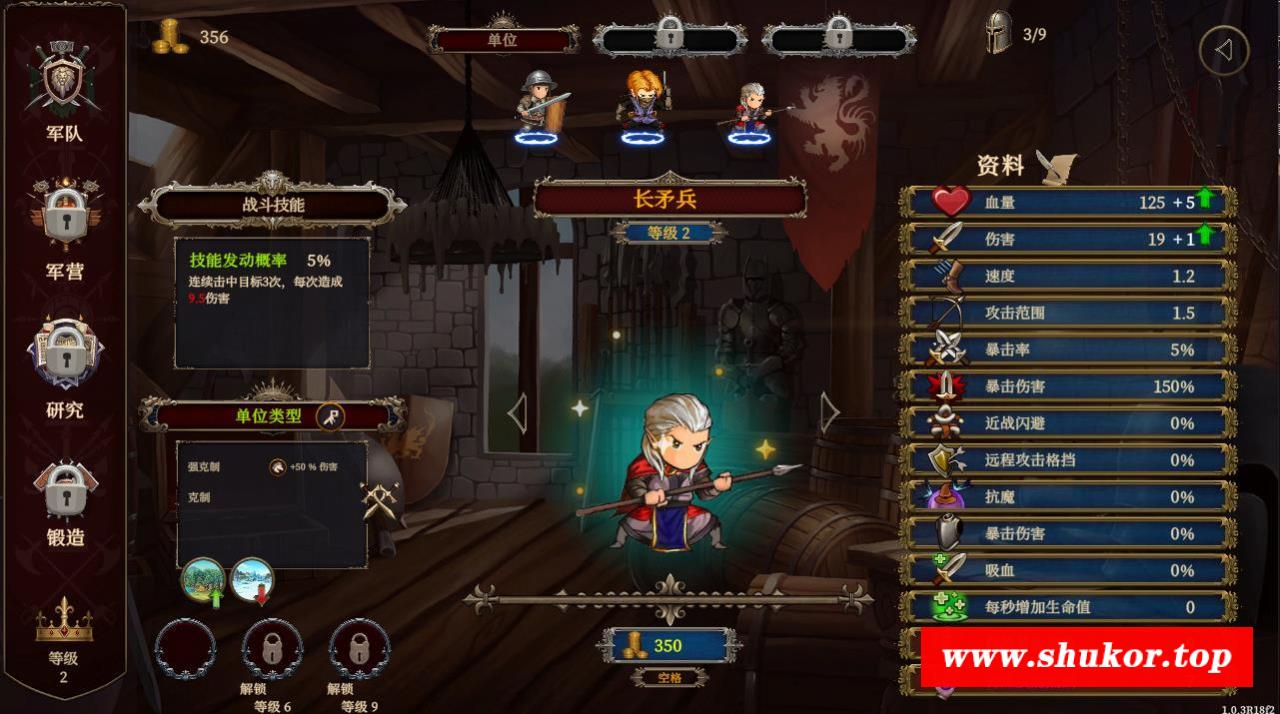 356
单位
3/9
军队
军营
研究
锻造
等级
2
战斗技能
技能发动概率 5%
连续击中目标3次，每次造成
9.5伤害
单位类型
强克制 +50 % 伤害
克制
解锁
等级 6
解锁
等级 9
长矛兵
等级 2
350
空格
资料
血量 125 +5
伤害 19 +1
速度 1.2
攻击范围 1.5
暴击率 5%
暴击伤害 150%
近战闪避 0%
远程攻击格挡 0%
抗魔 0%
暴击伤害 0%
吸血 0%
每秒增加生命值 0
www.shukor.top
1.0.3R18f2